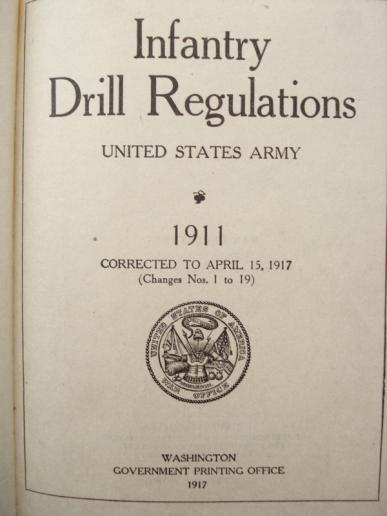 Infantry
Drill Regulations
UNITED STATES ARMY
1911
CORRECTED TO APRIL 15, 1917
(Changes Nos. 1 to 19)
UNITED STATES OF AMERICA
WAR OFFICE
WASHINGTON
GOVERNMENT PRINTING OFFICE
1917